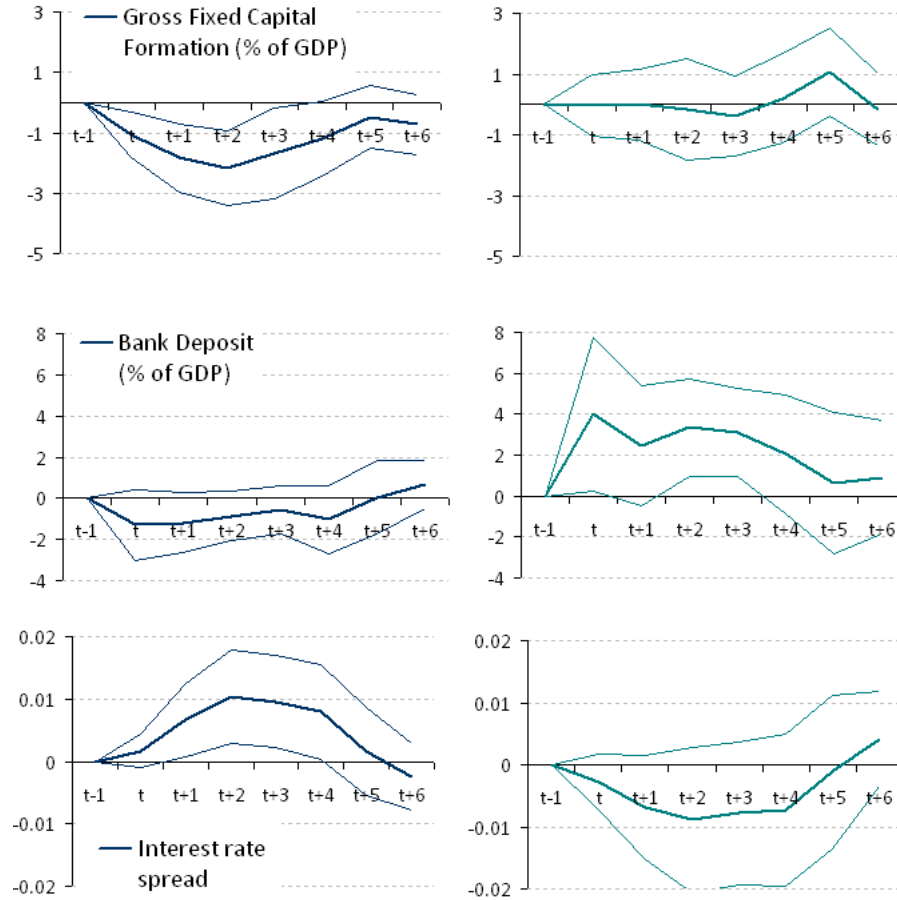 3
1
-1
-3
-5
Gross Fixed Capital
Formation (% of GDP)
t-1 t t+1 t+2 t+3 t+4 t+5 t+6
3
1
-1
-3
-5
t-1 t t+1 t+2 t+3 t+4 t+5 t+6
8
6
4
2
0
-2
-4
Bank Deposit
(% of GDP)
t-1 t t+1 t+2 t+3 t+4 t+5 t+6
8
6
4
2
0
-2
-4
t-1 t t+1 t+2 t+3 t+4 t+5 t+6
0.02
0.01
0
-0.01
-0.02
t-1 t t+1 t+2 t+3 t+4 t+5 t+6
Interest rate
spread
0.02
0.01
0
-0.01
-0.02
t-1 t t+1 t+2 t+3 t+4 t+5 t+6